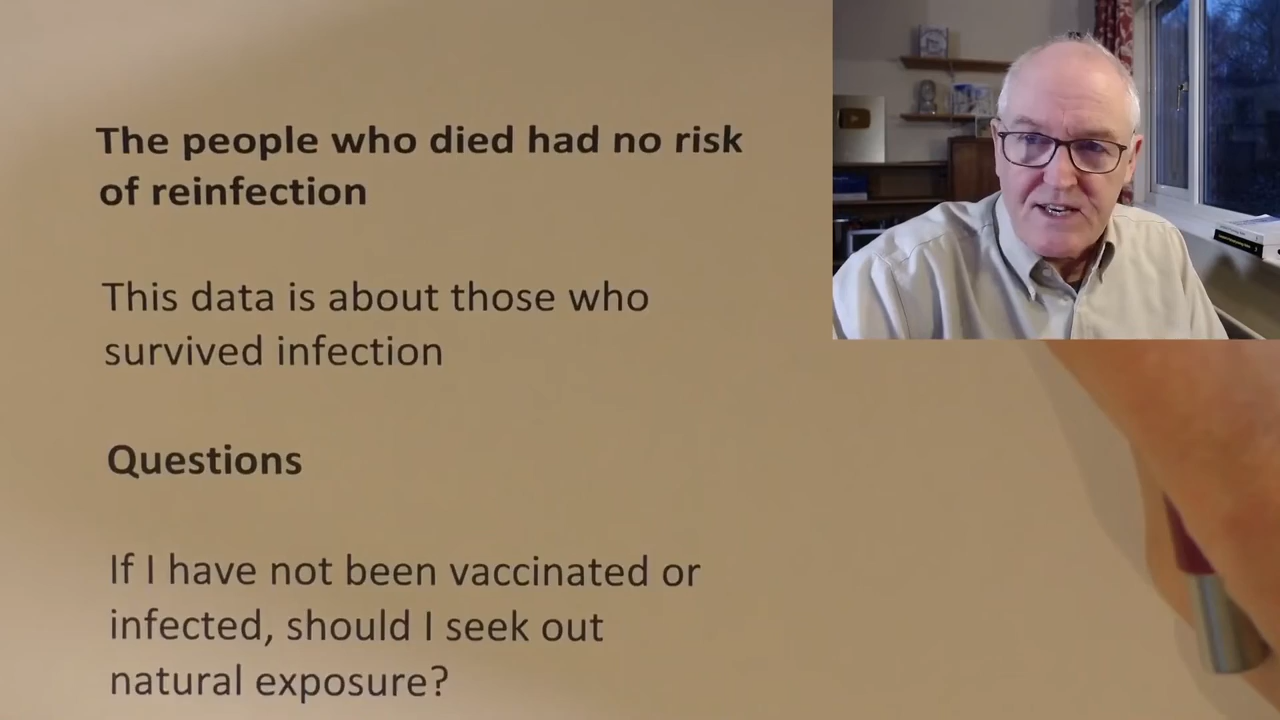 The people who died had no risk
of reinfection
This data is about those who
survived infection
Questions
If I have not been vaccinated or
infected, should I seek out
natural exposure?